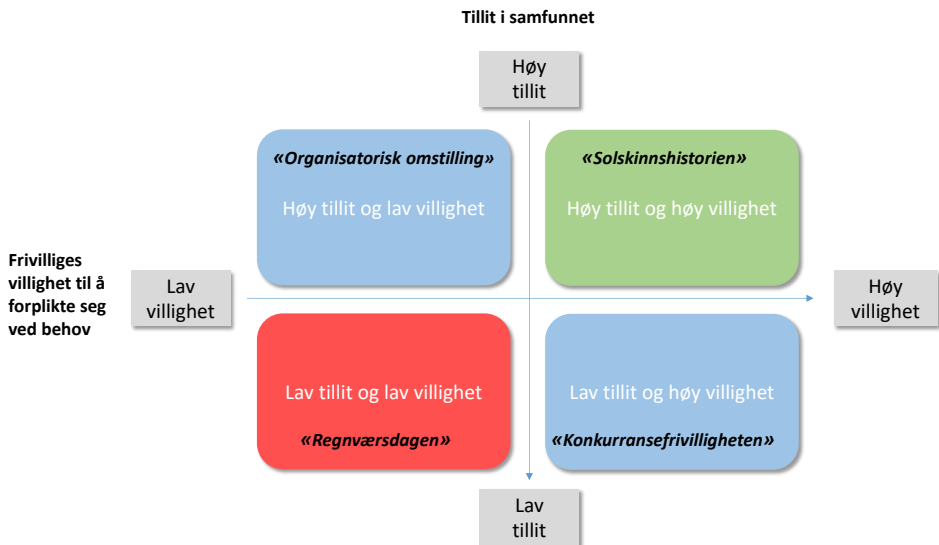 Tillit i samfunnet
Høy
tillit
«Organisatorisk omstilling»
Høy tillit og lav villighet
«Solskinnshistorien»
Høy tillit og høy villighet
Frivilliges
villighet til å
forplikte seg
ved behov
Lav
villighet
Høy
villighet
Lav tillit og lav villighet
«Regnværsdagen»
Lav tillit og høy villighet
«Konkurransefrivilligheten»
Lav
tillit